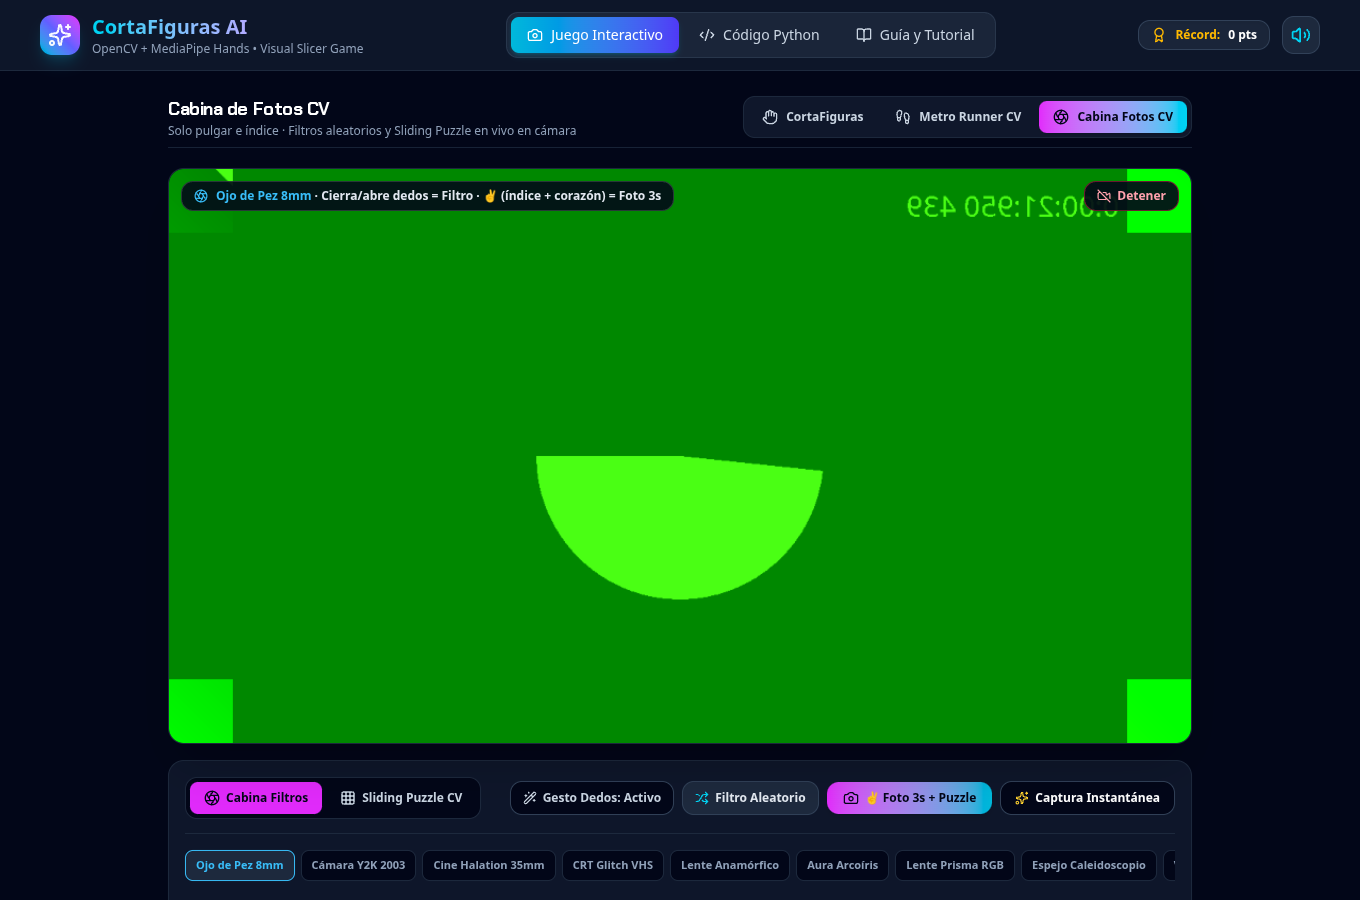 CortaFiguras AI
OpenCV + MediaPipe Hands • Visual Slicer Game
Juego Interactivo
Código Python
Guía y Tutorial
Récord: 0 pts
Cabina de Fotos CV
Solo pulgar e índice · Filtros aleatorios y Sliding Puzzle en vivo en cámara
CortaFiguras
Metro Runner CV
Cabina Fotos CV
Ojo de Pez 8mm · Cierra/abre dedos = Filtro · ✌️ (índice + corazón) = Foto 3s
Detener
Cabina Filtros
Sliding Puzzle CV
Gesto Dedos: Activo
Filtro Aleatorio
✌️ Foto 3s + Puzzle
Captura Instantánea
Ojo de Pez 8mm
Cámara Y2K 2003
Cine Halation 35mm
CRT Glitch VHS
Lente Anamórfico
Aura Arcoíris
Lente Prisma RGB
Espejo Caleidoscopio